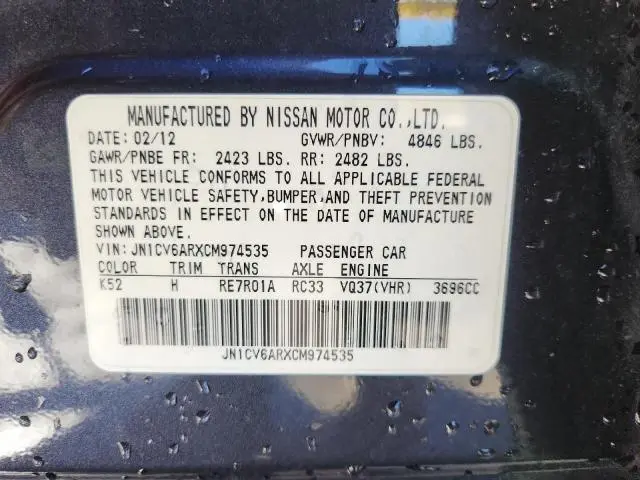 MANUFACTURED BY NISSAN MOTOR CO.,LTD.
DATE: 02/12 GVWR/PNBV: 4846 LBS.
GAWR/PNBE FR: 2423 LBS. RR: 2482 LBS.
THIS VEHICLE CONFORMS TO ALL APPLICABLE FEDERAL
MOTOR VEHICLE SAFETY,BUMPER,AND THEFT PREVENTION
STANDARDS IN EFFECT ON THE DATE OF MANUFACTURE
SHOWN ABOVE.
VIN: JN1CV6ARXCM974535 PASSENGER CAR
COLOR TRIM TRANS AXLE ENGINE
K52 H RE7R01A RC33 VQ37(VHR) 3696CC
JN1CV6ARXCM974535